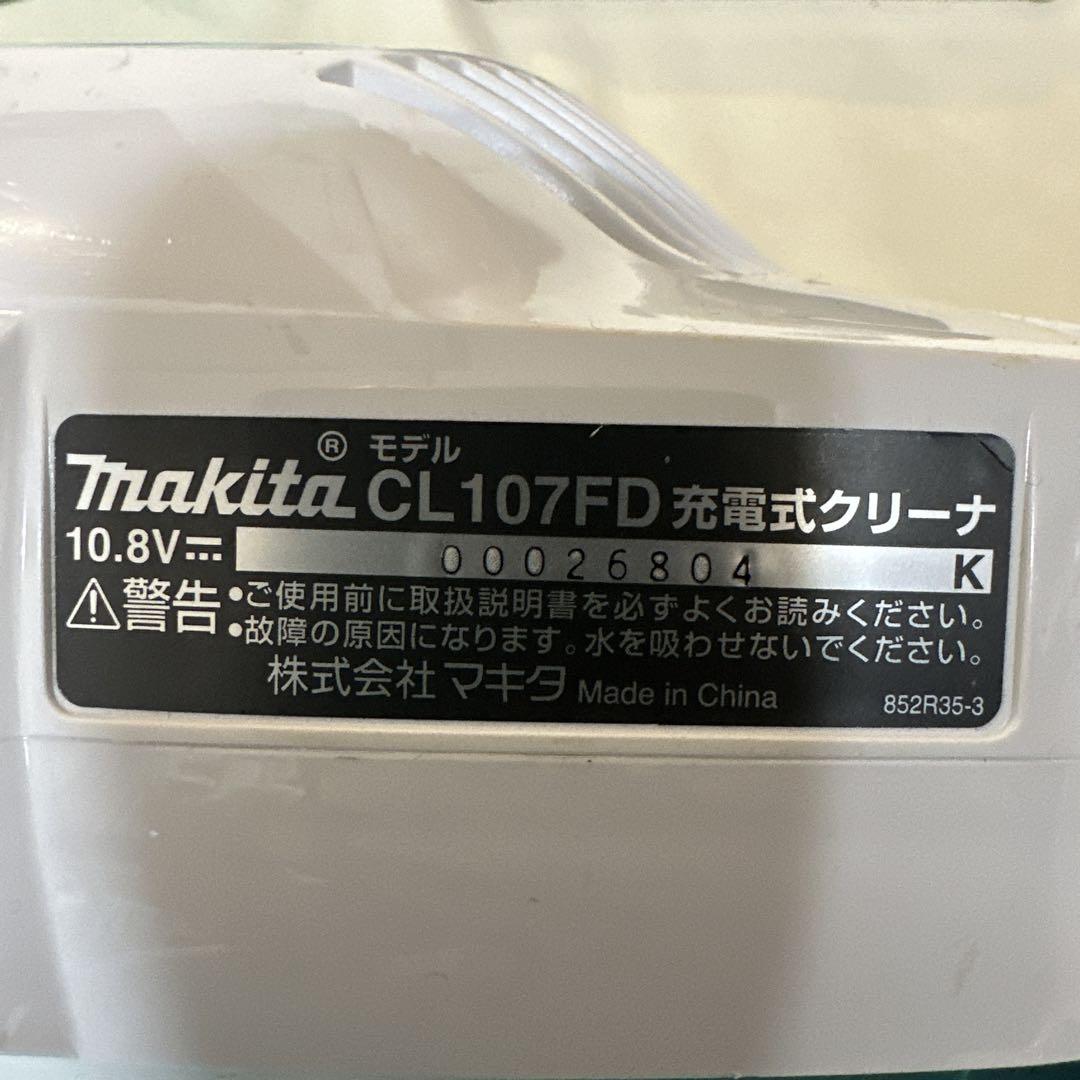 makita® モデル CL107FD 充電式クリーナ
10.8V⎓ 00026804 K
⚠警告 •ご使用前に取扱説明書を必ずよくお読みください。
•故障の原因になります。水を吸わせないでください。
株式会社マキタ Made in China 852R35-3